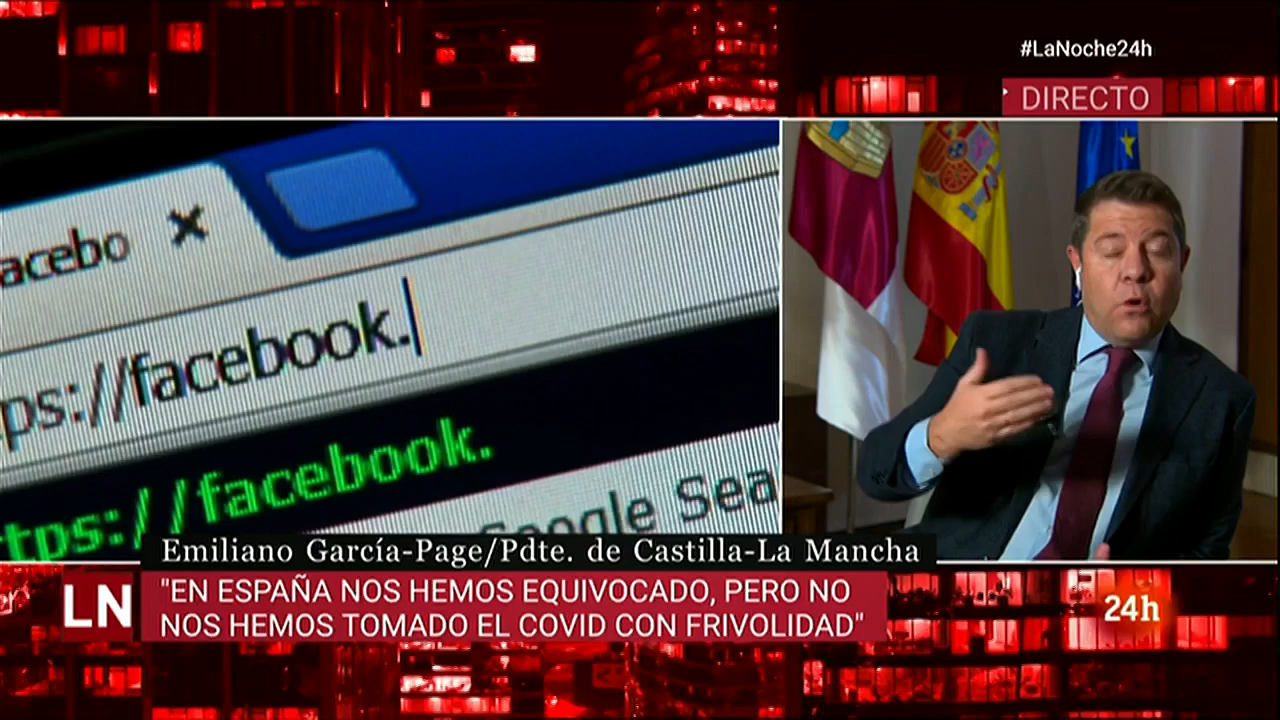 #LaNoche24h
DIRECTO
acebo
ps://facebook.
ttps://facebook.
Google Sea
Emiliano García-Page/Pdte. de Castilla-La Mancha
LN
"EN ESPAÑA NOS HEMOS EQUIVOCADO, PERO NO
NOS HEMOS TOMADO EL COVID CON FRIVOLIDAD"
24h